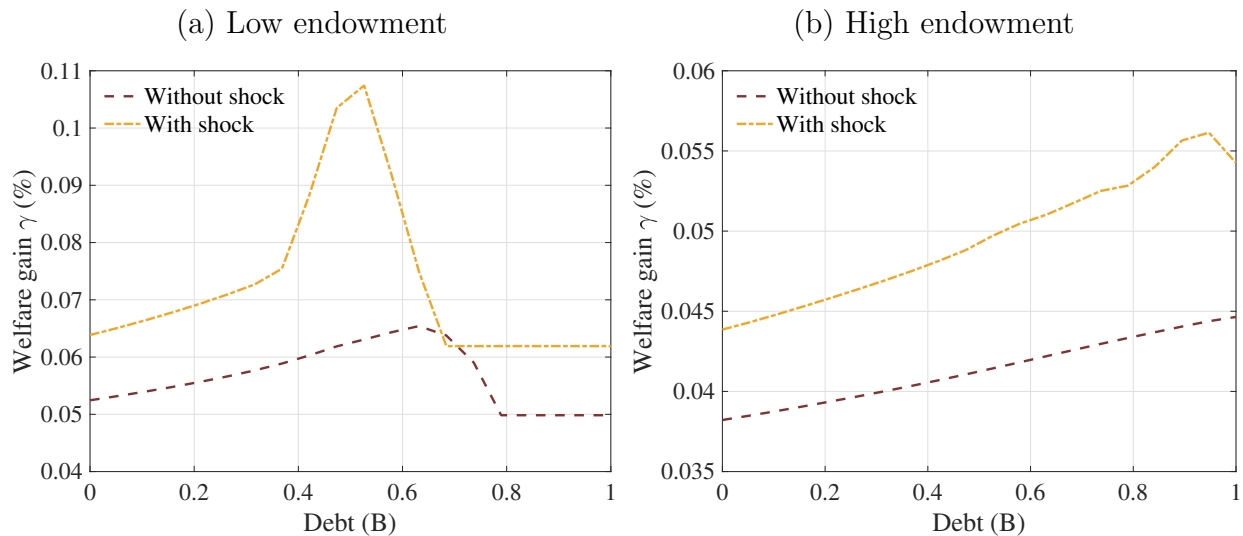 (a) Low endowment
Welfare gain γ (%)
0.11
0.1
0.09
0.08
0.07
0.06
0.05
0.04
Without shock
With shock
0
0.2
0.4
0.6
0.8
1
Debt (B)
(b) High endowment
Welfare gain γ (%)
0.06
0.055
0.05
0.045
0.04
0.035
Without shock
With shock
0
0.2
0.4
0.6
0.8
1
Debt (B)